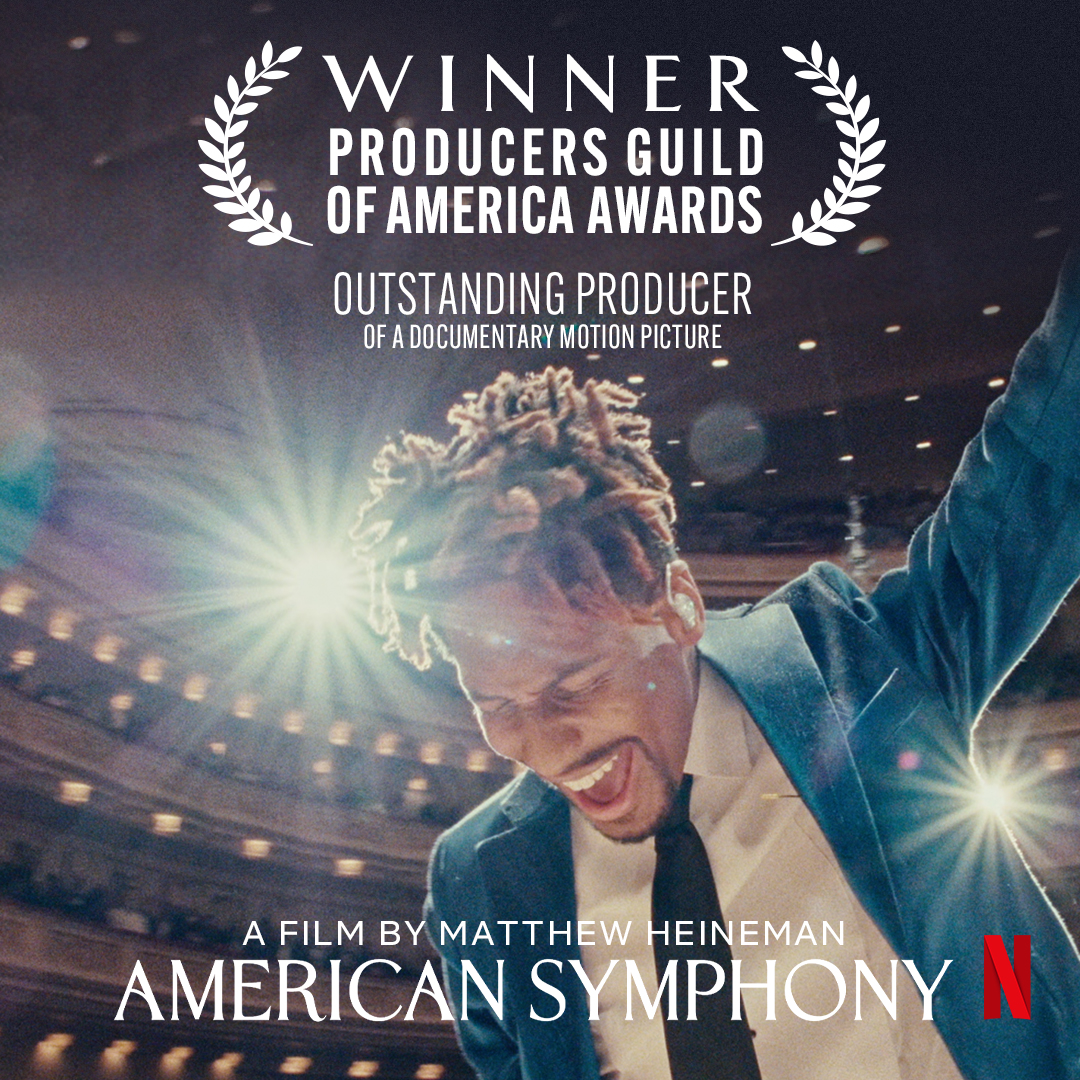 WINNER
PRODUCERS GUILD
OF AMERICA AWARDS
OUTSTANDING PRODUCER
OF A DOCUMENTARY MOTION PICTURE
A FILM BY MATTHEW HEINEMAN
AMERICAN SYMPHONY
N